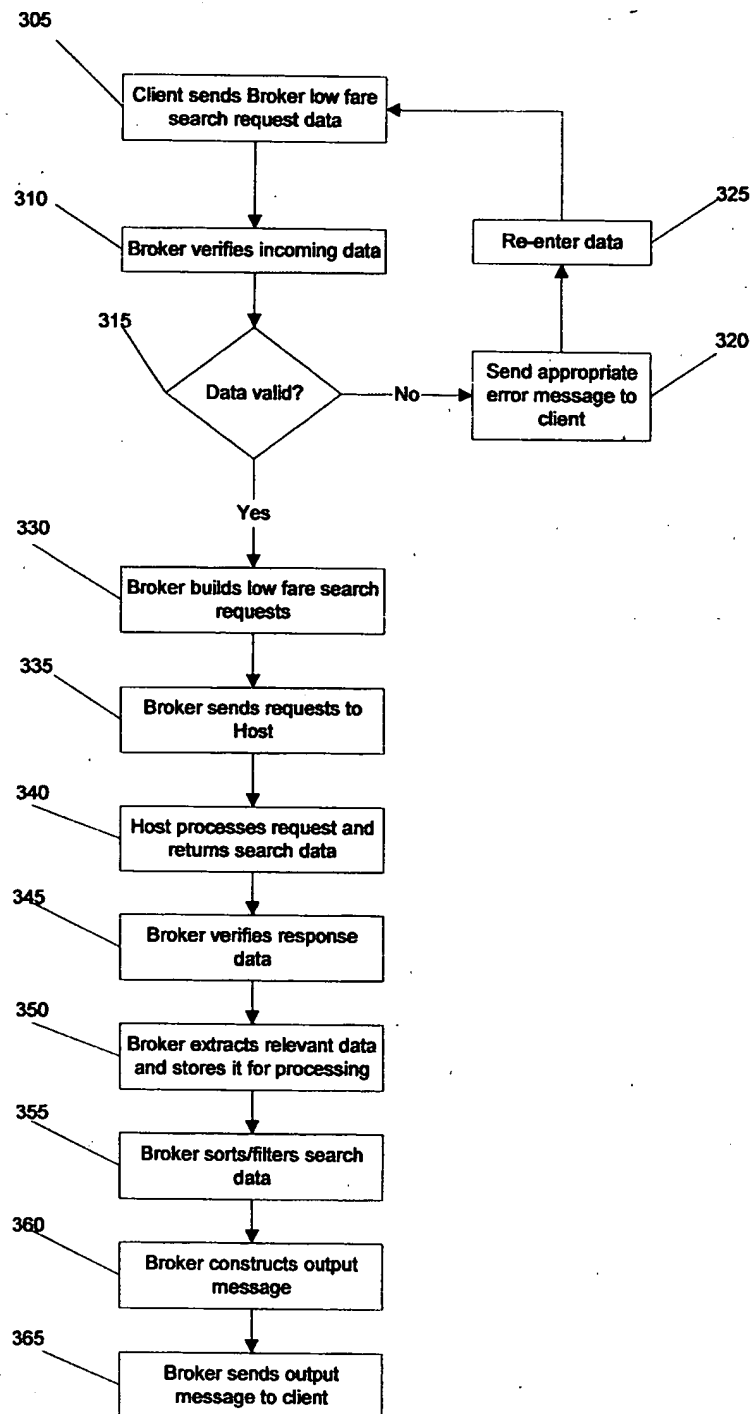 305
Client sends Broker low fare
search request data
310
Broker verifies incoming data
325
Re-enter data
315
Data valid?
No
320
Send appropriate
error message to
client
Yes
330
Broker builds low fare search
requests
335
Broker sends requests to
Host
340
Host processes request and
returns search data
345
Broker verifies response
data
350
Broker extracts relevant data
and stores it for processing
355
Broker sorts/filters search
data
360
Broker constructs output
message
365
Broker sends output
message to client